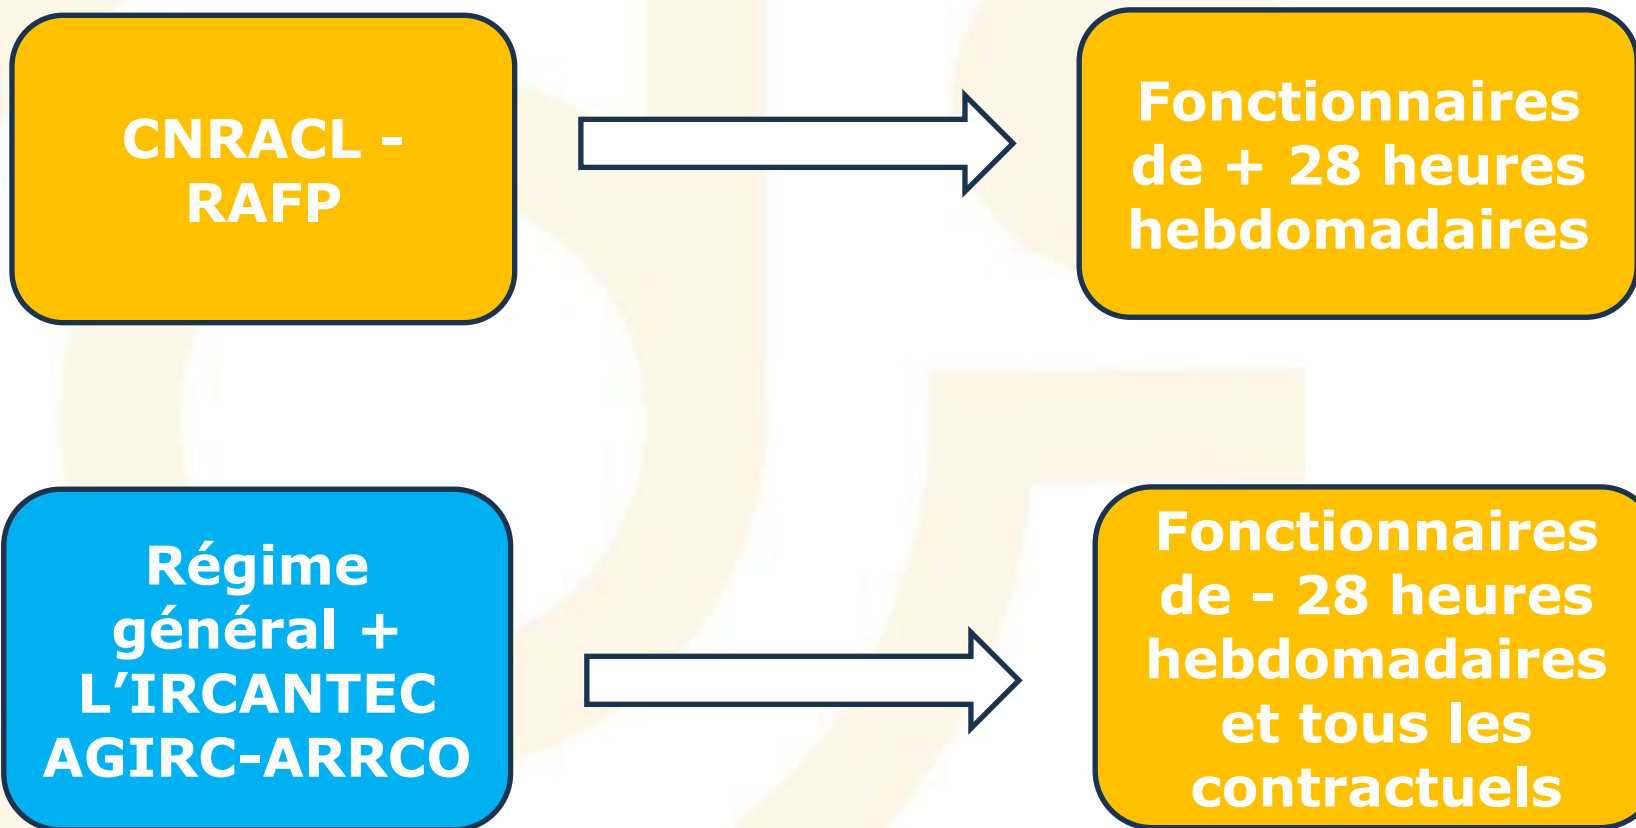 CNRACL -
RAFP
Fonctionnaires
de + 28 heures
hebdomadaires
Régime
général +
L’IRCANTEC
AGIRC-ARRCO
Fonctionnaires
de - 28 heures
hebdomadaires
et tous les
contractuels